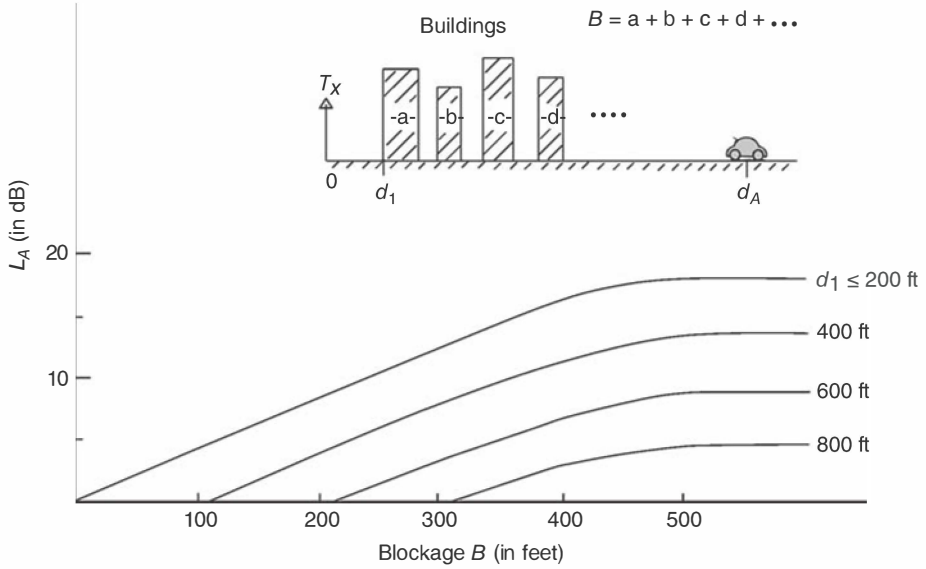 Buildings
B = a + b + c + d + ••••
Tx
-a-
-b-
-c-
-d-
••••
0
d1
dA
LA (in dB)
20
10
d1 ≤ 200 ft
400 ft
600 ft
800 ft
100
200
300
400
500
Blockage B (in feet)